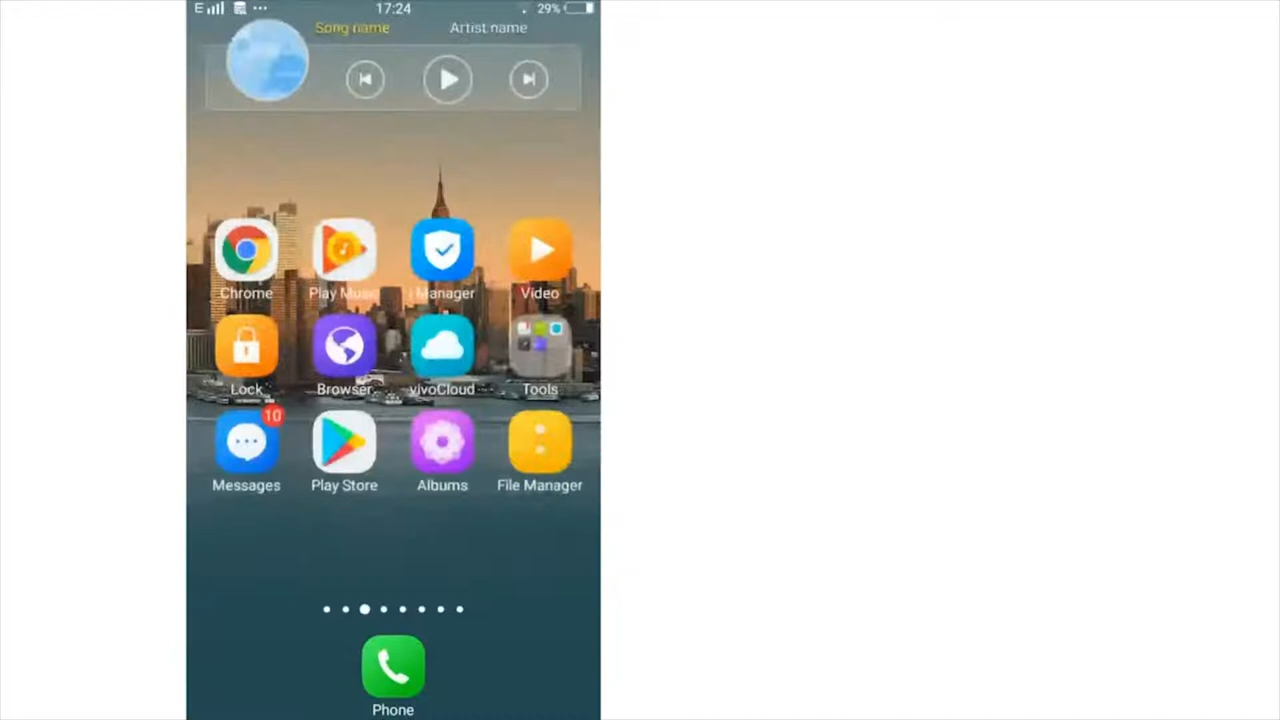 E 17:24 29%
Song name Artist name
Chrome Play Music i Manager Video
Lock Browser vivoCloud Tools
10
Messages Play Store Albums File Manager
Phone